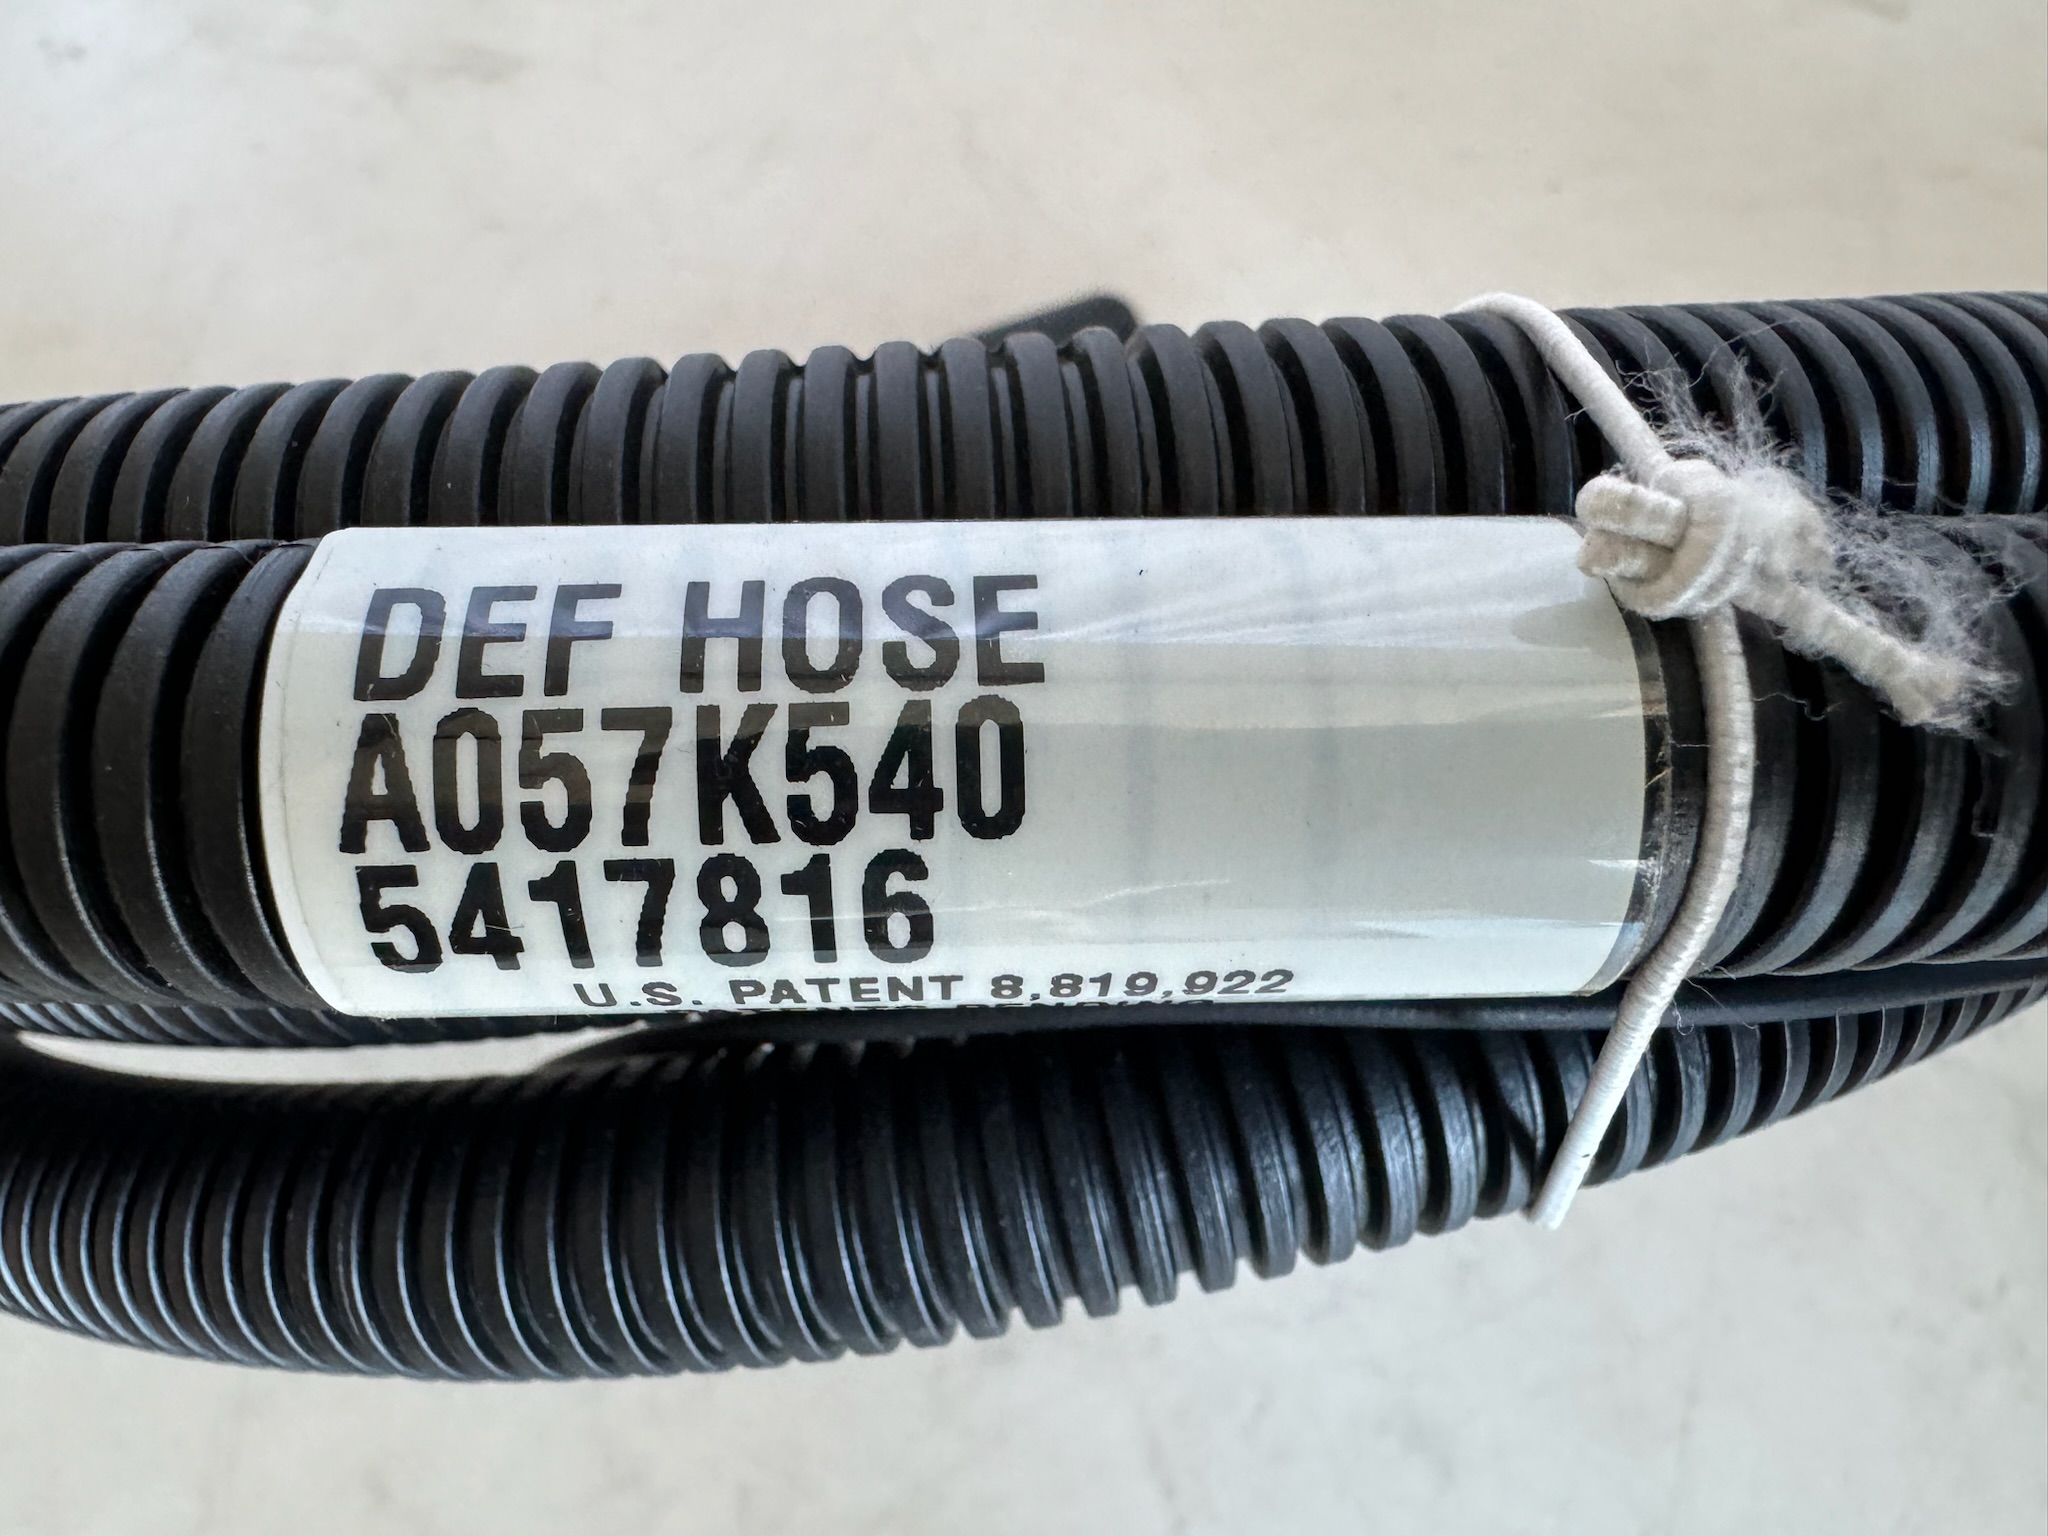 DEF HOSE
A057K540
5417816
U.S. PATENT 8,819,922